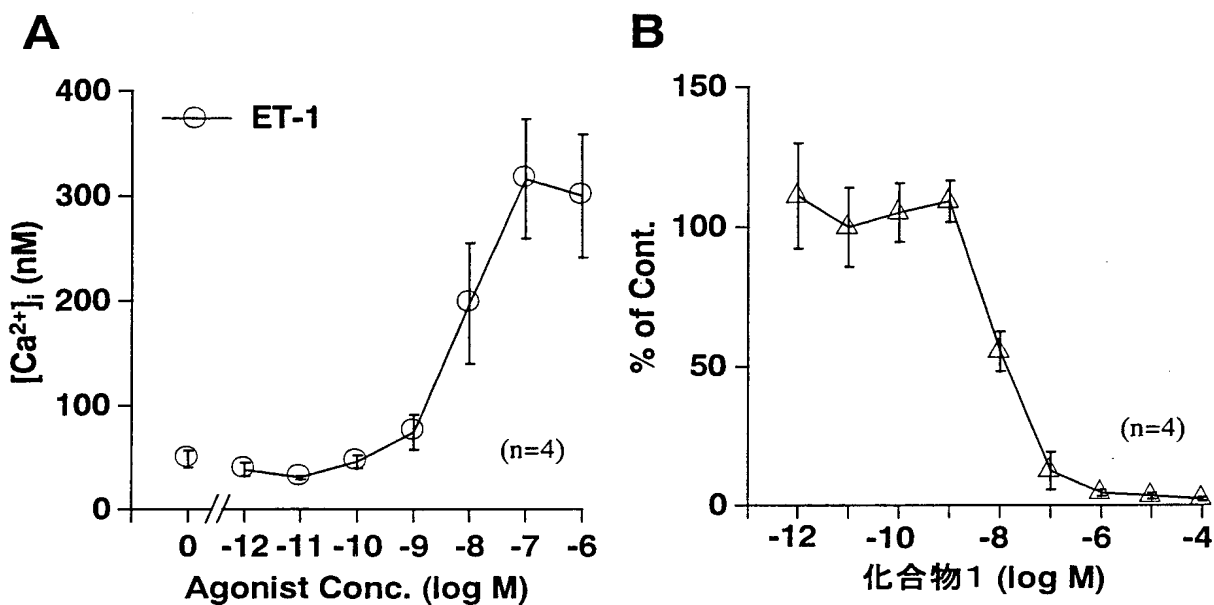 A
400
300
200
100
0
[Ca²⁺]ᵢ (nM)
ET-1
(n=4)
0 -12 -11 -10 -9 -8 -7 -6
Agonist Conc. (log M)
B
150
100
50
0
% of Cont.
(n=4)
-12 -10 -8 -6 -4
化合物1 (log M)